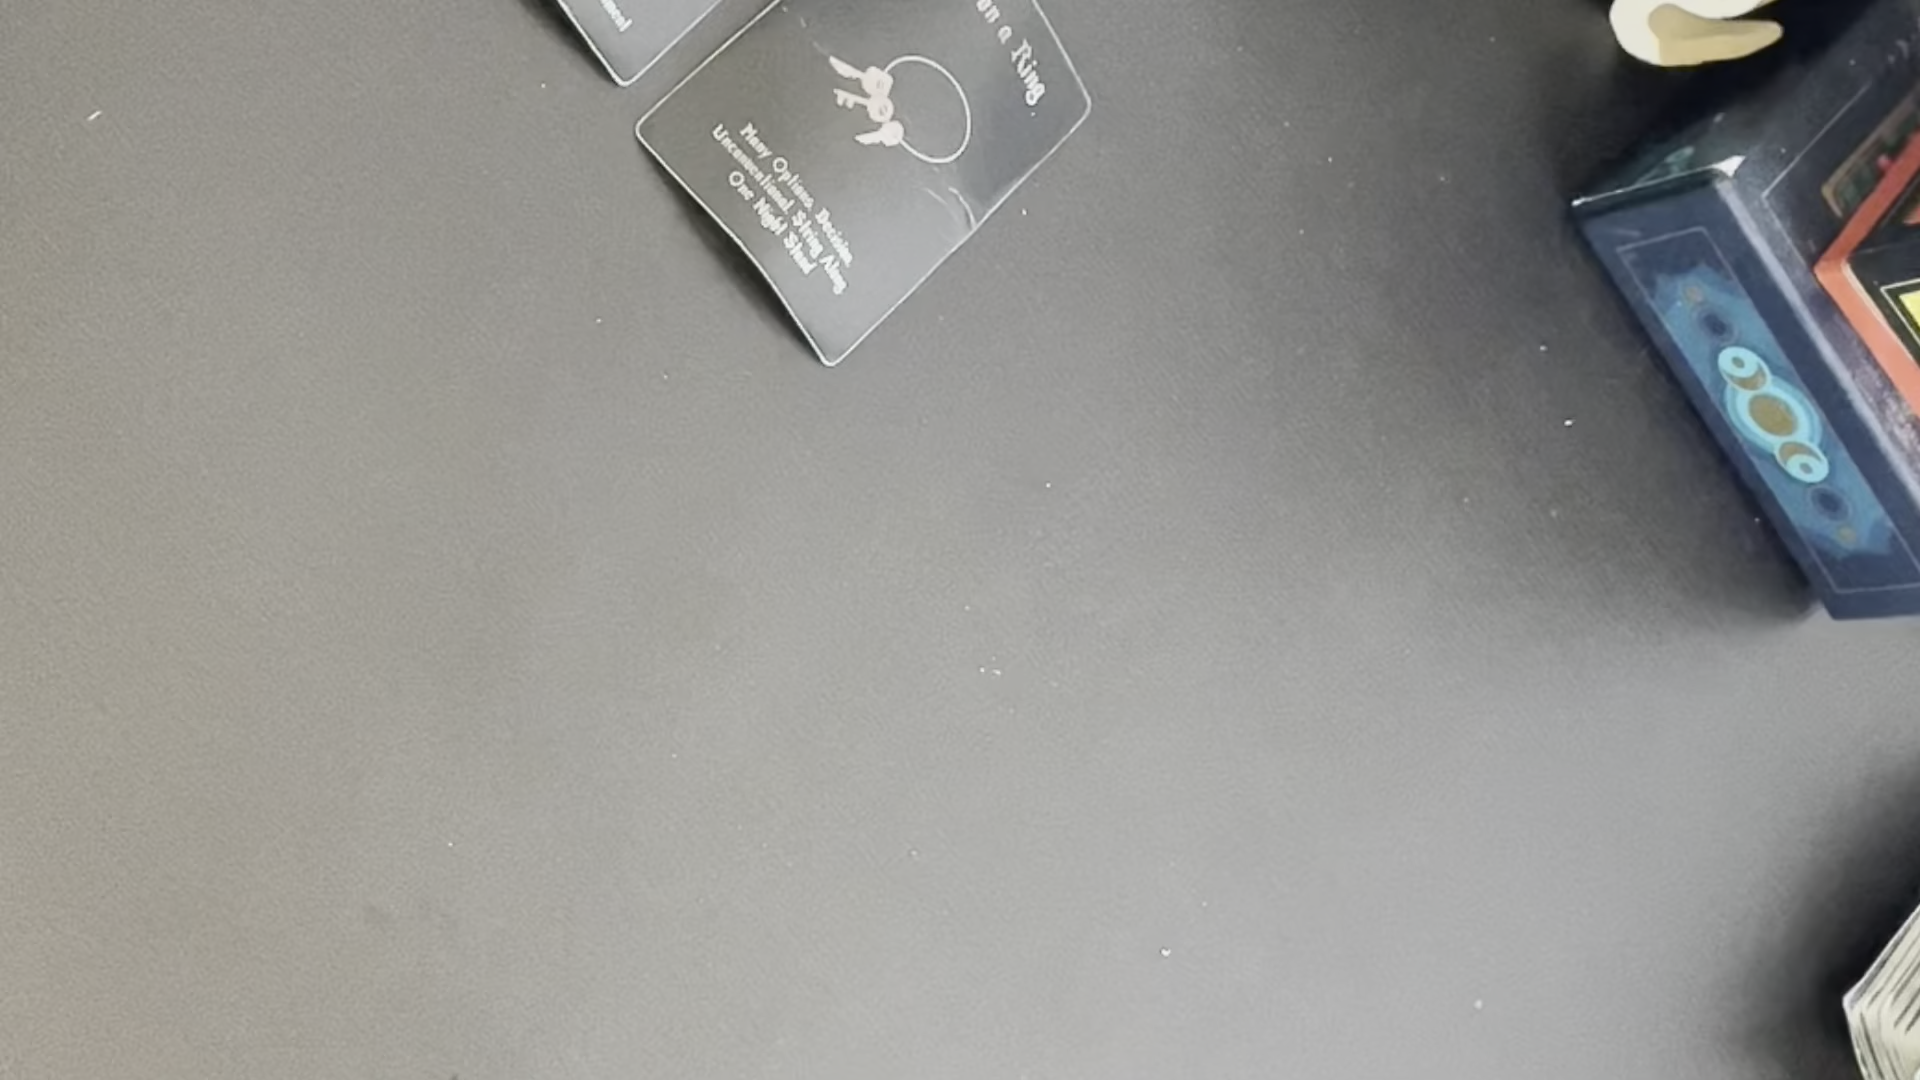 on a Ring
Many Options, Decision,
Unconventional, String Along
One Night Stand